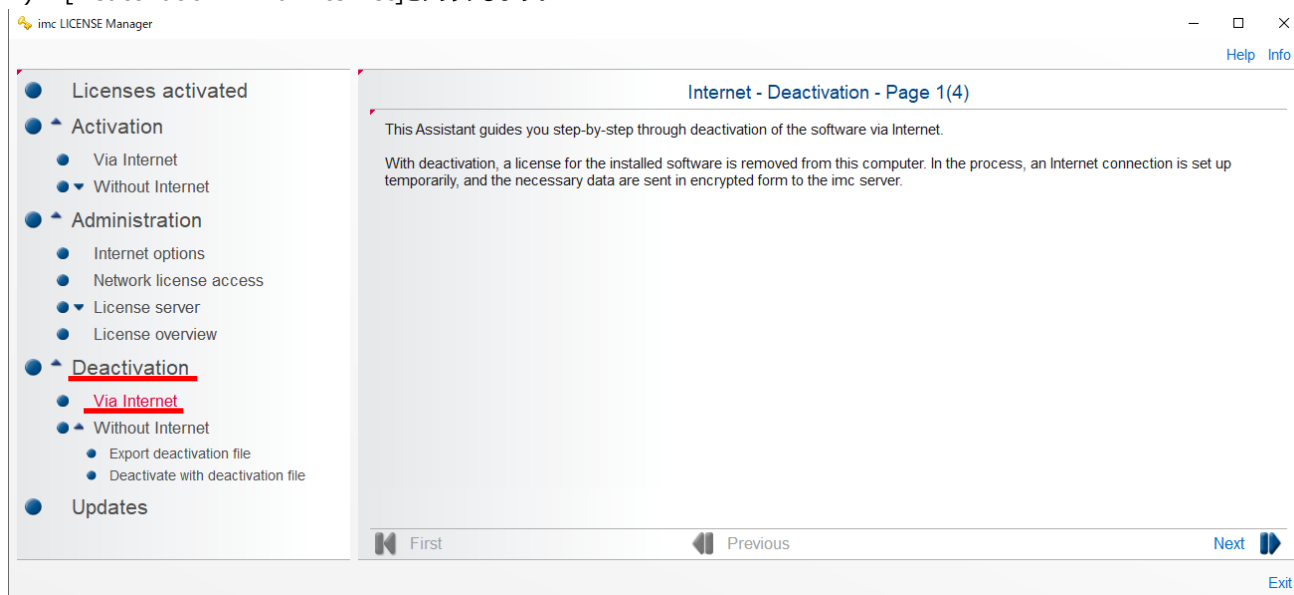 imc LICENSE Manager
Help Info
Licenses activated
Activation
Via Internet
Without Internet
Administration
Internet options
Network license access
License server
License overview
Deactivation
Via Internet
Without Internet
Export deactivation file
Deactivate with deactivation file
Updates
Internet - Deactivation - Page 1(4)
This Assistant guides you step-by-step through deactivation of the software via Internet.
With deactivation, a license for the installed software is removed from this computer. In the process, an Internet connection is set up
temporarily, and the necessary data are sent in encrypted form to the imc server.
First Previous Next
Exit